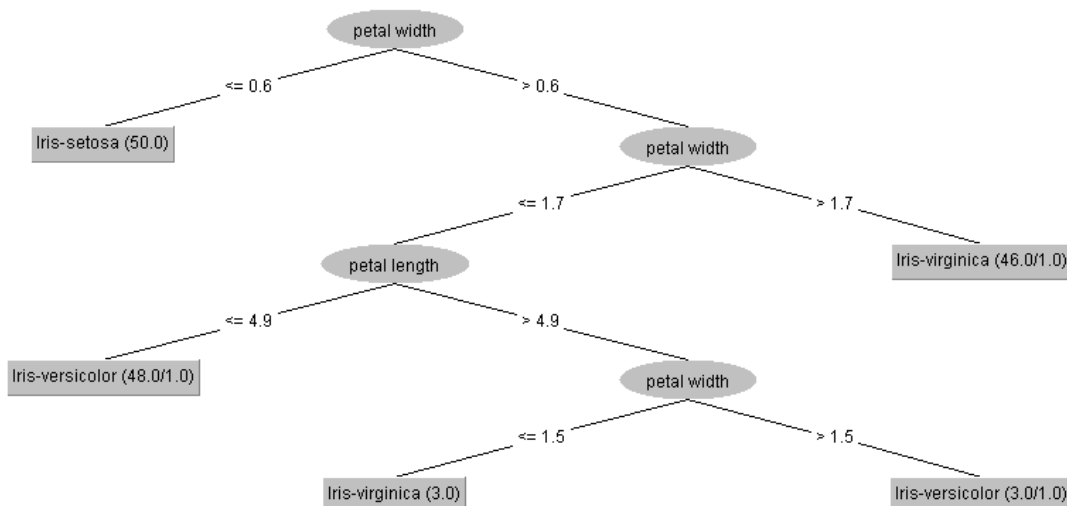 petal width
<= 0.6
> 0.6
Iris-setosa (50.0)
petal width
<= 1.7
> 1.7
petal length
Iris-virginica (46.0/1.0)
<= 4.9
> 4.9
Iris-versicolor (48.0/1.0)
petal width
<= 1.5
> 1.5
Iris-virginica (3.0)
Iris-versicolor (3.0/1.0)